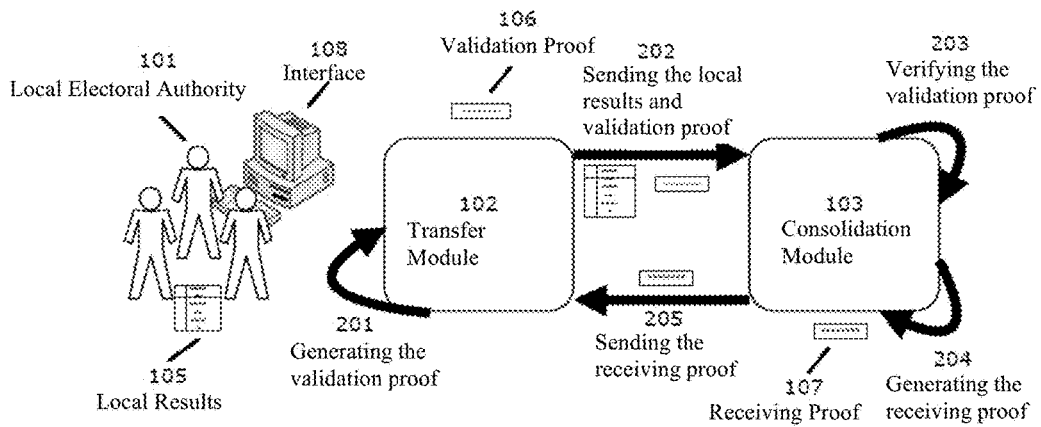 101
Local Electoral Authority
108
Interface
106
Validation Proof
202
Sending the local
results and
validation proof
203
Verifying the
validation proof
102
Transfer
Module
103
Consolidation
Module
201
Generating the
validation proof
205
Sending the
receiving proof
204
Generating the
receiving proof
105
Local Results
107
Receiving Proof